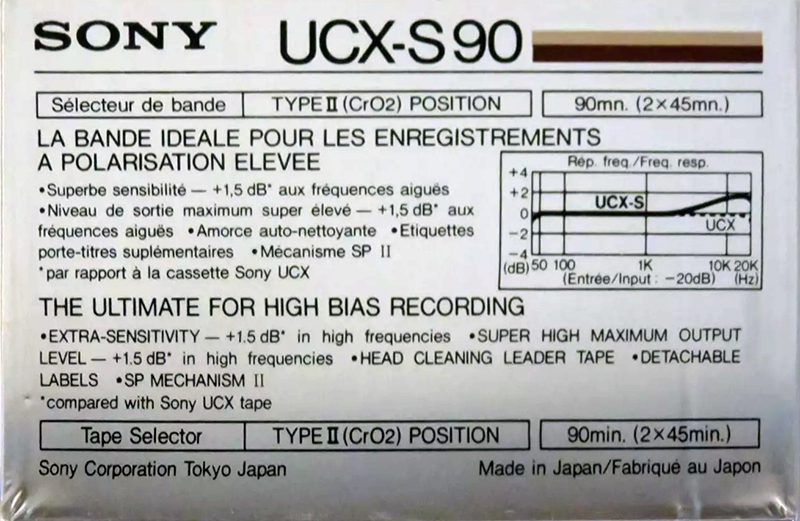 SONY UCX-S 90
Sélecteur de bande TYPE II (CrO2) POSITION 90mn. (2×45mn.)
LA BANDE IDEALE POUR LES ENREGISTREMENTS
A POLARISATION ELEVEE
•Superbe sensibilité — +1,5 dB* aux fréquences aiguës
•Niveau de sortie maximum super élevé — +1,5 dB* aux
fréquences aiguës •Amorce auto-nettoyante •Etiquettes
porte-titres suplémentaires •Mécanisme SP II
*par rapport à la cassette Sony UCX
Rép. freq./Freq. resp.
+4
+2
0
−2
−4
UCX-S
UCX
(dB) 50 100 1K 10K 20K
(Entrée/Input : −20dB) (Hz)
THE ULTIMATE FOR HIGH BIAS RECORDING
•EXTRA-SENSITIVITY — +1.5 dB* in high frequencies •SUPER HIGH MAXIMUM OUTPUT
LEVEL — +1.5 dB* in high frequencies •HEAD CLEANING LEADER TAPE •DETACHABLE
LABELS •SP MECHANISM II
*compared with Sony UCX tape
Tape Selector TYPE II (CrO2) POSITION 90min. (2×45min.)
Sony Corporation Tokyo Japan Made in Japan/Fabriqué au Japon